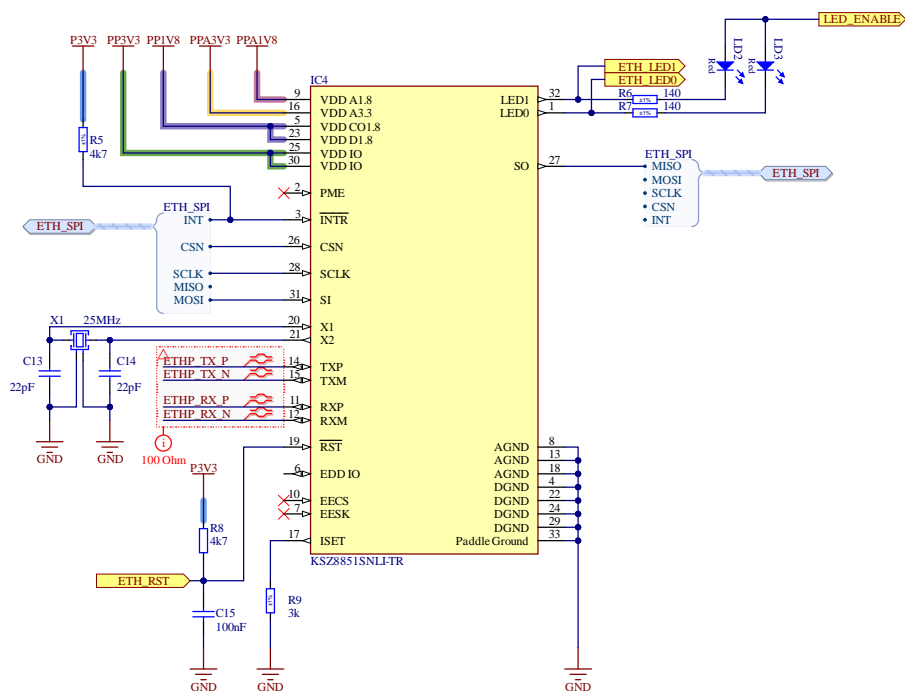 LED_ENABLE
P3V3 PP3V3 PP1V8 PPA3V3 PPA1V8
LD2
Red
LD3
Red
ETH_LED1
ETH_LED0
IC4
R5
4k7
9 VDD A1.8
16 VDD A3.3
5 VDD CO1.8
23 VDD D1.8
25 VDD IO
30 VDD IO
2 PME
3 INTR
26 CSN
28 SCLK
31 SI
20 X1
21 X2
14 TXP
15 TXM
11 RXP
12 RXM
19 RST
6 EDD IO
10 EECS
7 EESK
17 ISET
LED1 32
LED0 1
SO 27
AGND 8
AGND 13
AGND 18
DGND 4
DGND 22
DGND 24
DGND 29
Paddle Ground 33
KSZ8851SNLI-TR
R6 ±1% 140
R7 ±1% 140
ETH_SPI
MISO
MOSI
SCLK
CSN
INT
ETH_SPI
ETH_SPI
ETH_SPI
INT
CSN
SCLK
MISO
MOSI
X1 25MHz
C13
22pF
C14
22pF
GND GND
ETHP_TX_P
ETHP_TX_N
ETHP_RX_P
ETHP_RX_N
i
100 Ohm
P3V3
R8
4k7
ETH_RST
C15
100nF
R9
3k
GND GND GND